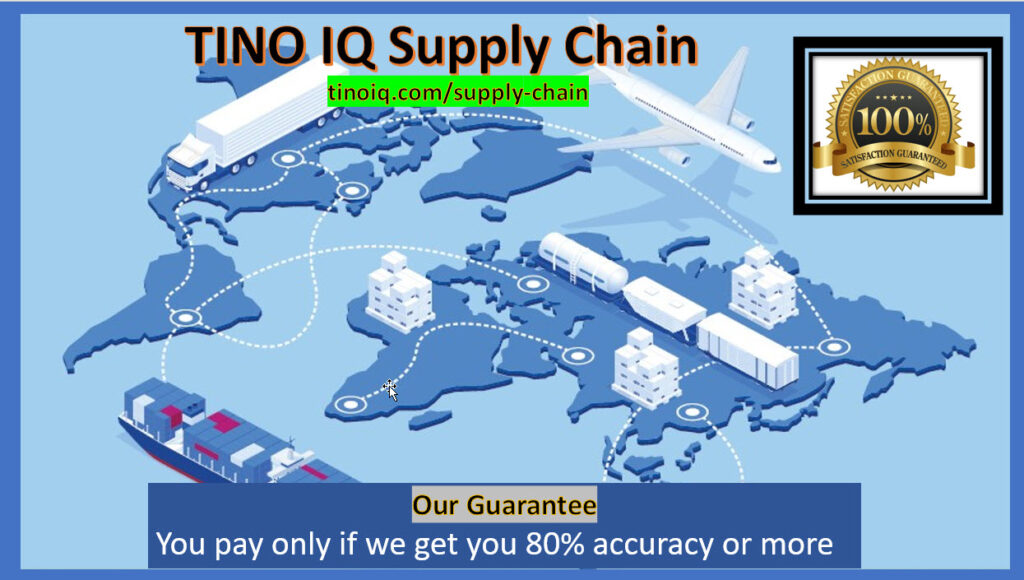 TINO IQ Supply Chain
tinoiq.com/supply-chain
SATISFACTION GUARANTEED
100%
SATISFACTION GUARANTEED
Our Guarantee
You pay only if we get you 80% accuracy or more